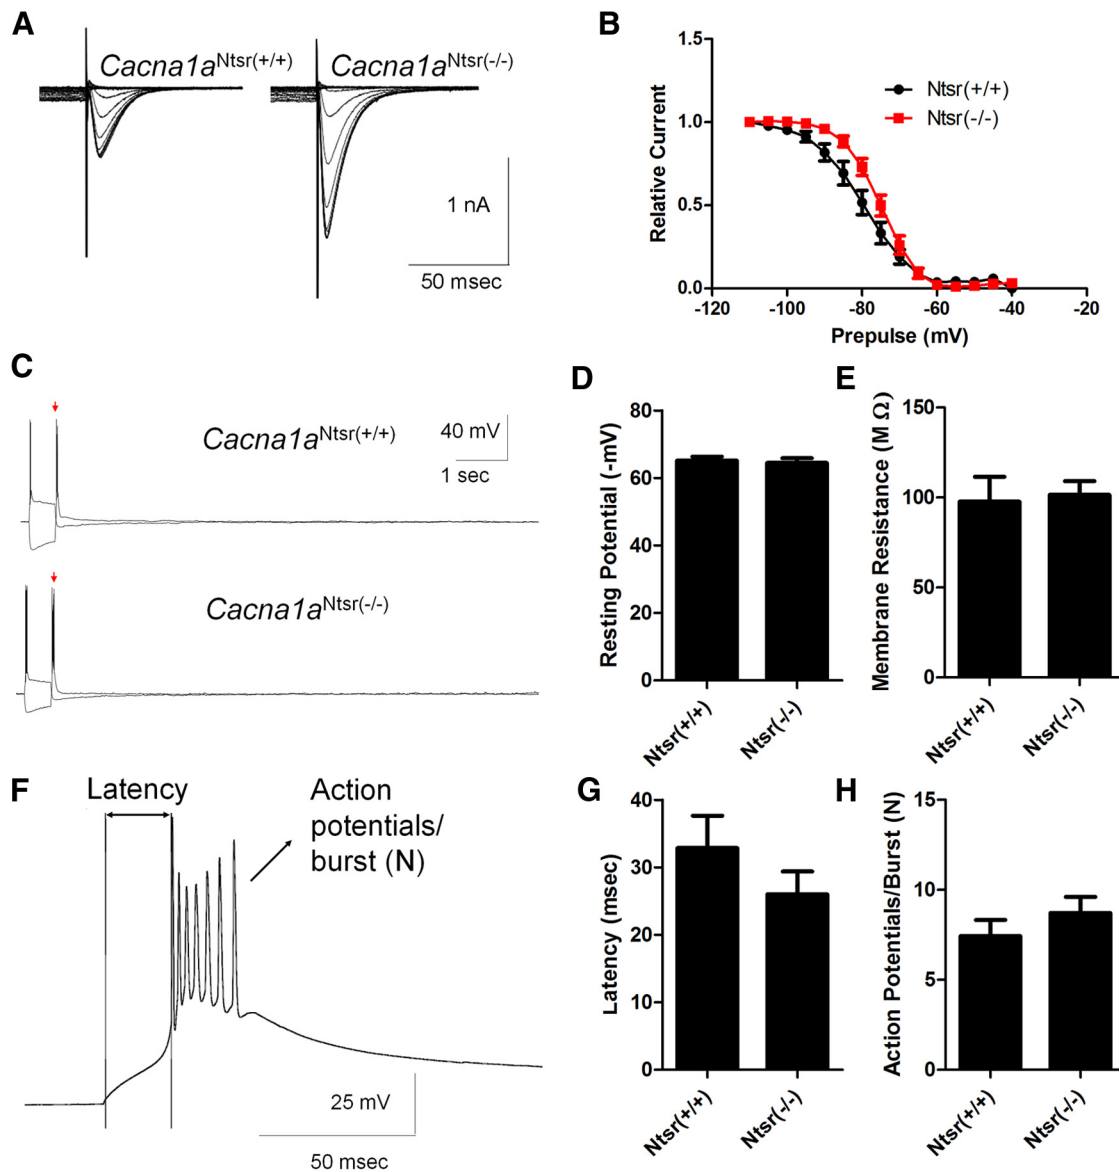 A
Cacna1aNtsr(+/+)
Cacna1aNtsr(-/-)
1 nA
50 msec
B
1.5
1.0
0.5
0.0
Relative Current
Ntsr(+/+)
Ntsr(-/-)
-120
-100
-80
-60
-40
-20
Prepulse (mV)
C
Cacna1aNtsr(+/+)
40 mV
1 sec
Cacna1aNtsr(-/-)
D
Resting Potential (-mV)
80
60
40
20
0
Ntsr(+/+)
Ntsr(-/-)
E
Membrane Resistance (M Ω)
150
100
50
0
Ntsr(+/+)
Ntsr(-/-)
F
Latency
Action
potentials/
burst (N)
25 mV
50 msec
G
Latency (msec)
40
30
20
10
0
Ntsr(+/+)
Ntsr(-/-)
H
Action Potentials/Burst (N)
15
10
5
0
Ntsr(+/+)
Ntsr(-/-)